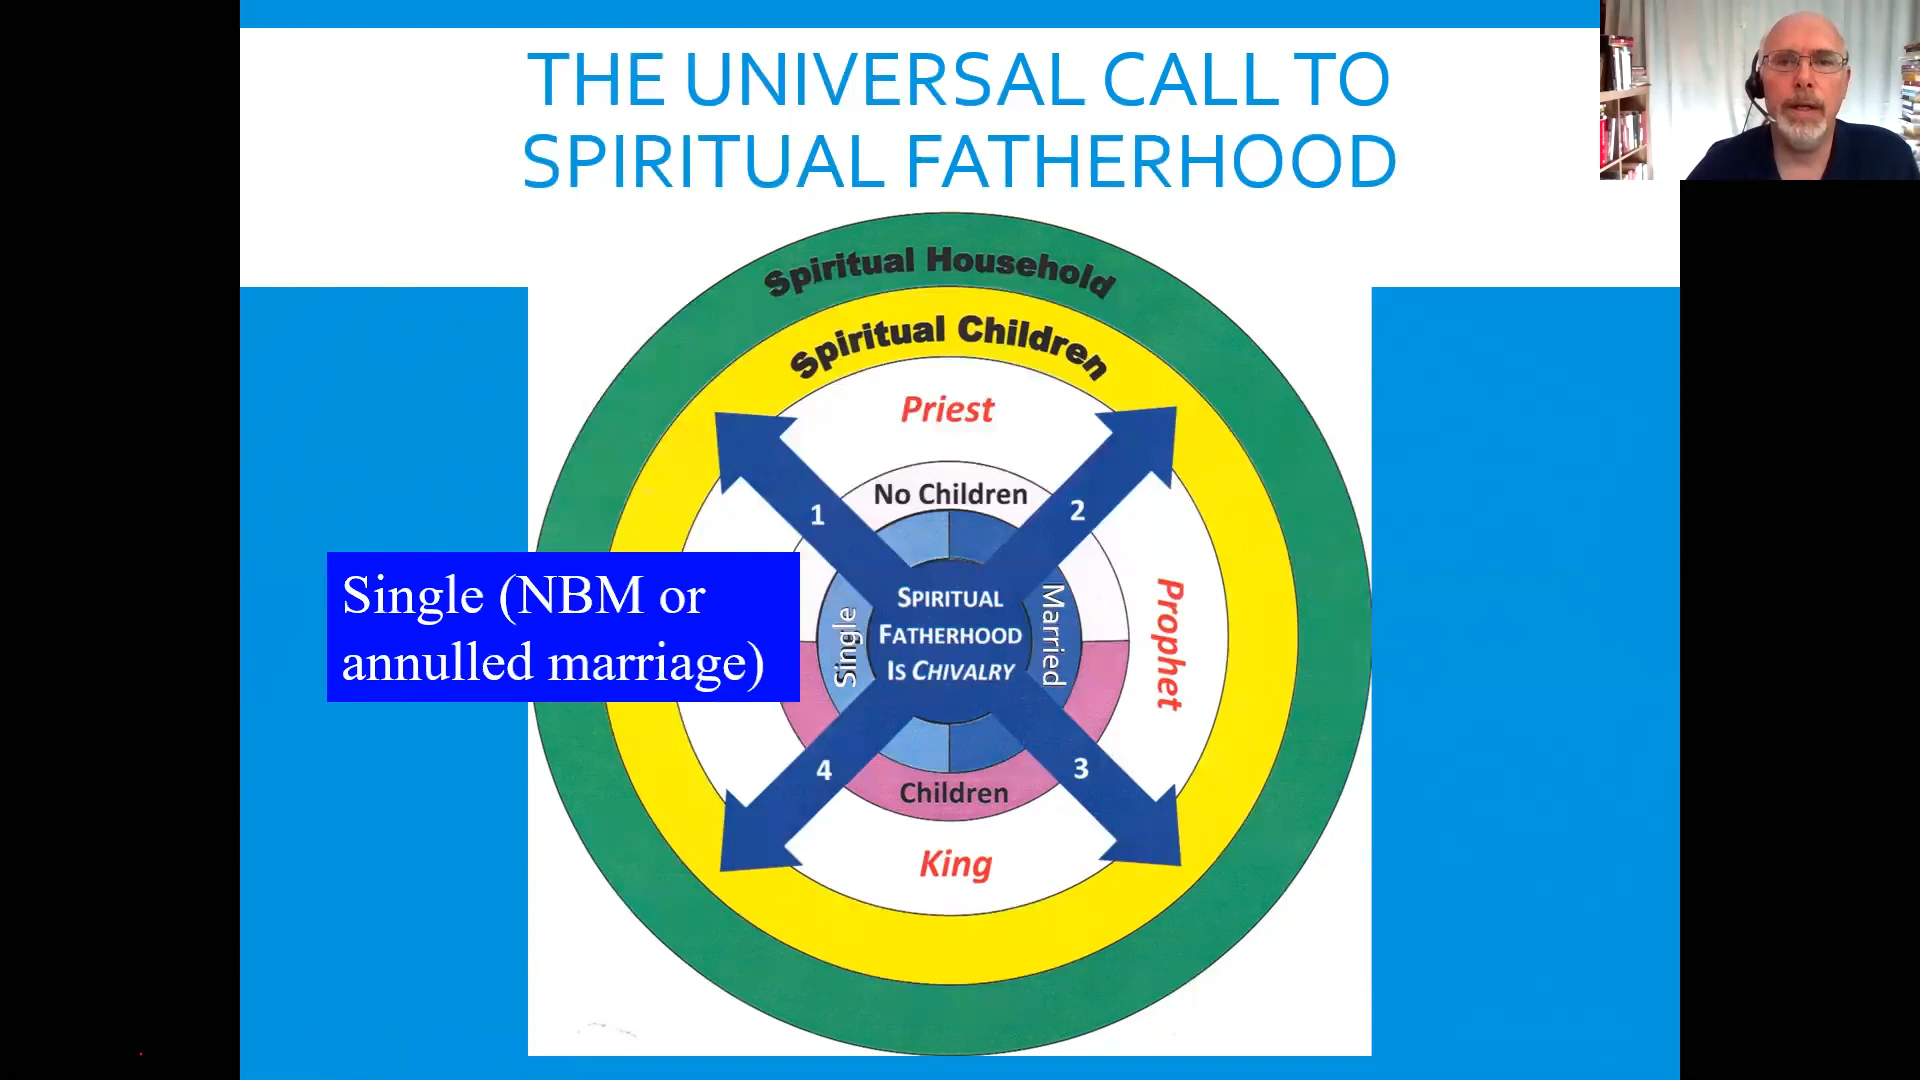 THE UNIVERSAL CALL TO
SPIRITUAL FATHERHOOD
Spiritual Household
Spiritual Children
Priest
No Children
1
2
Single (NBM or
annulled marriage)
Single
SPIRITUAL
FATHERHOOD
IS CHIVALRY
Married
Prophet
4
3
Children
King